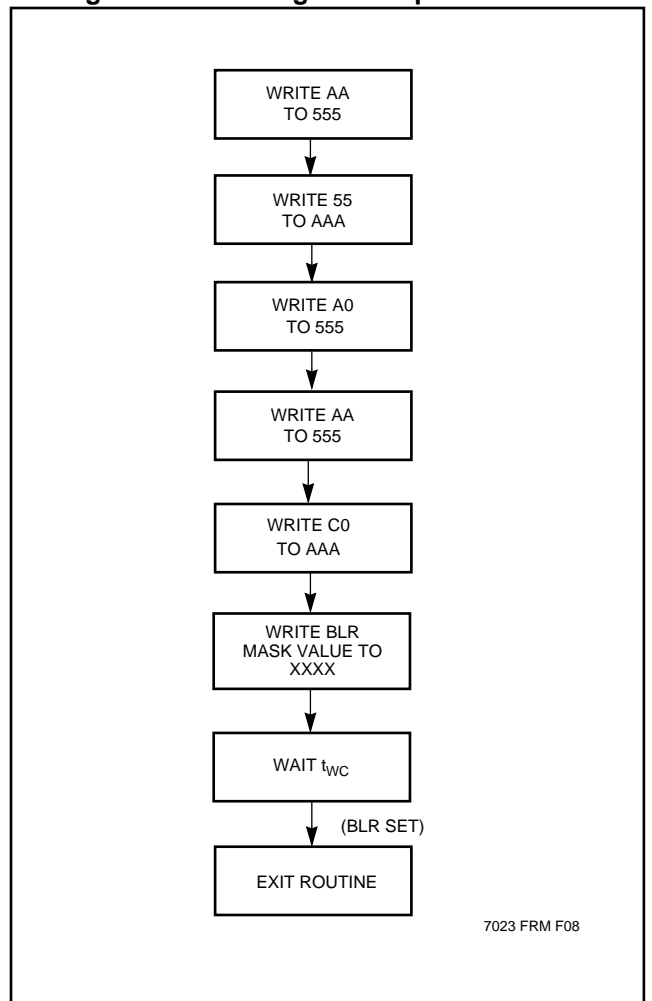 WRITE AA
TO 555
WRITE 55
TO AAA
WRITE A0
TO 555
WRITE AA
TO 555
WRITE C0
TO AAA
WRITE BLR
MASK VALUE TO
XXXX
WAIT tWC
(BLR SET)
EXIT ROUTINE
7023 FRM F08